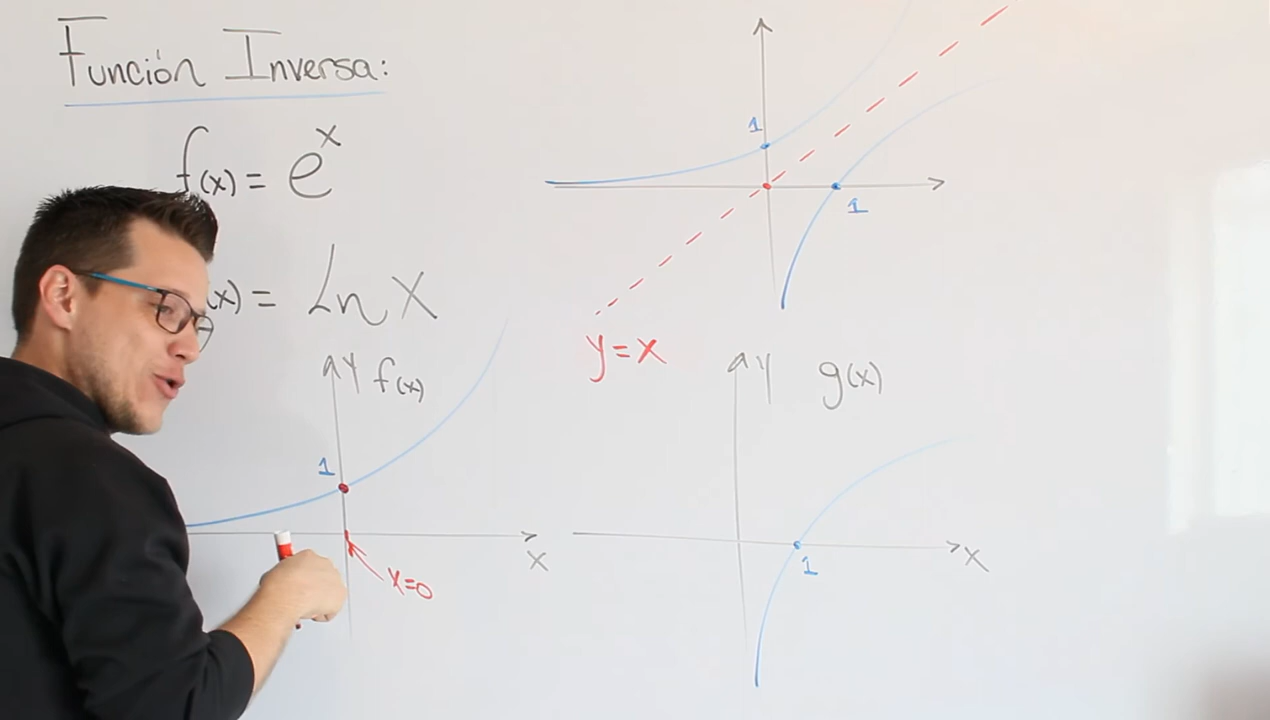 Función Inversa:
f(x) = e^x
(x) = Ln X
1
1
y=x
y f(x)
1
x=0
x
y g(x)
1
x